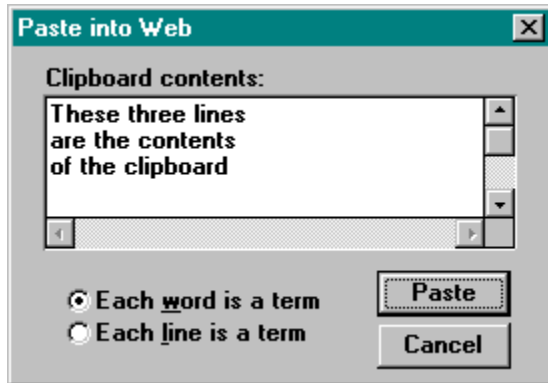 Paste into Web
Clipboard contents:
These three lines
are the contents
of the clipboard
Each word is a term
Each line is a term
Paste
Cancel